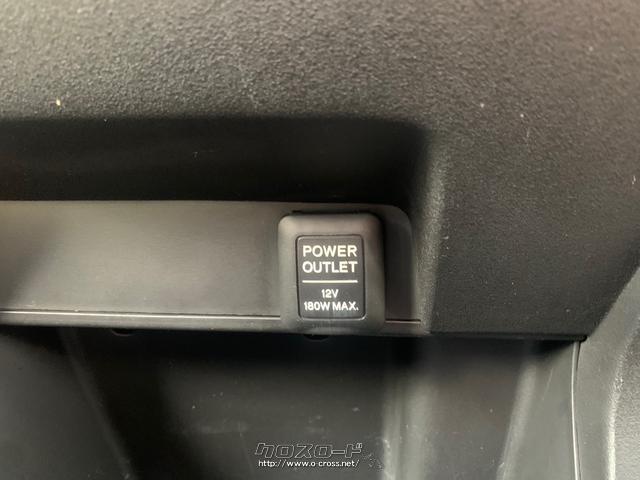 POWER
OUTLET
12V
180W MAX.
クロスロード
http://www.o-cross.net/